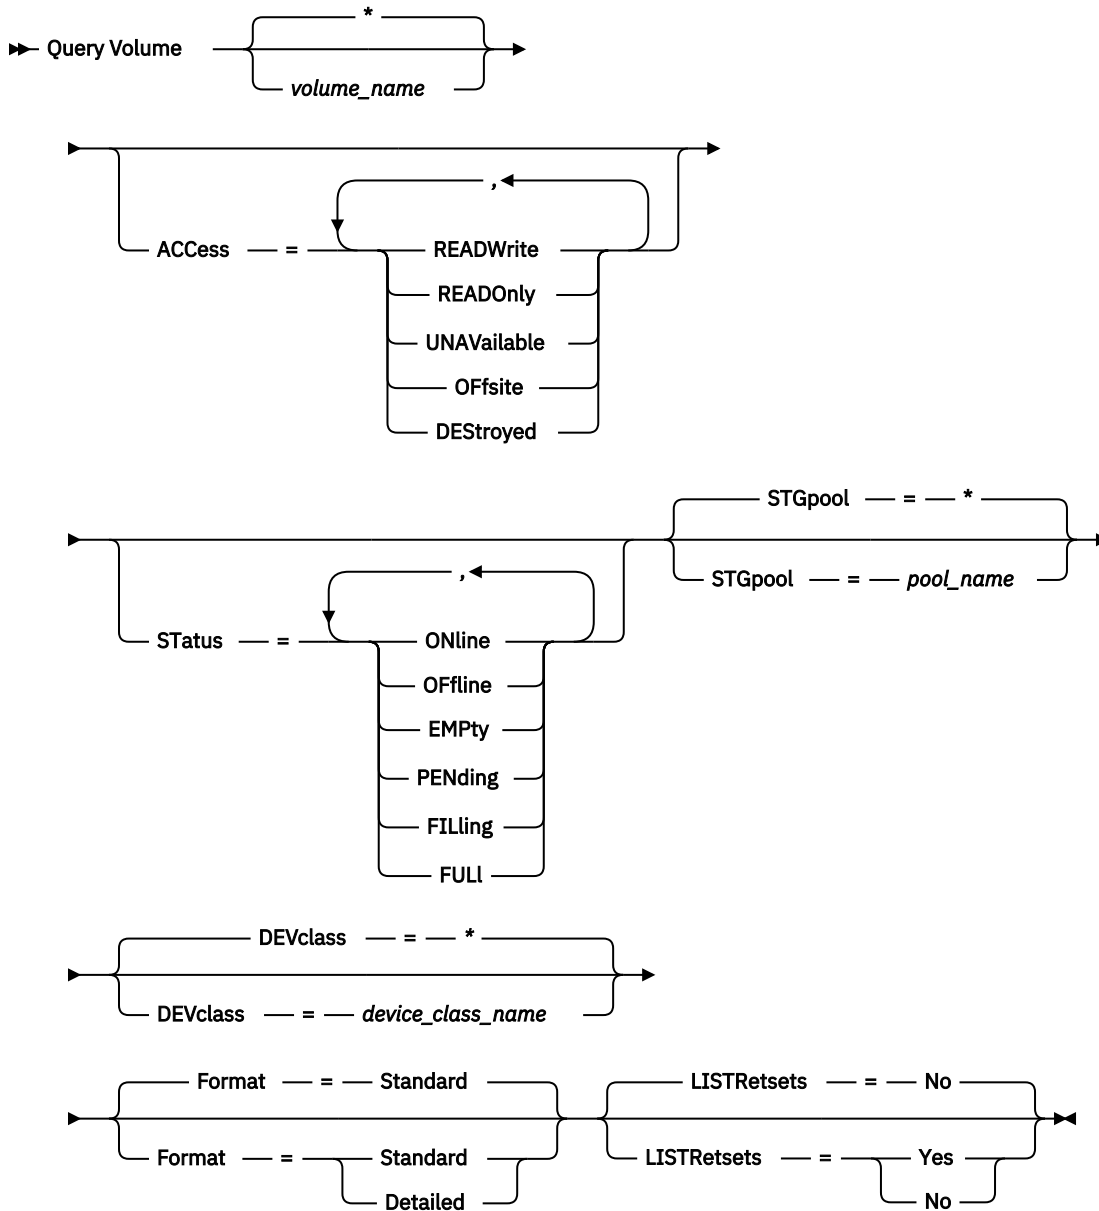 *
Query Volume
volume_name
,
ACCess = READWrite
READOnly
UNAVailable
OFfsite
DEStroyed
STGpool = *
STGpool = pool_name
,
STatus = ONline
OFfline
EMPty
PENding
FILling
FULl
DEVclass = *
DEVclass = device_class_name
Format = Standard LISTRetsets = No
Format = Standard LISTRetsets = Yes
Detailed No